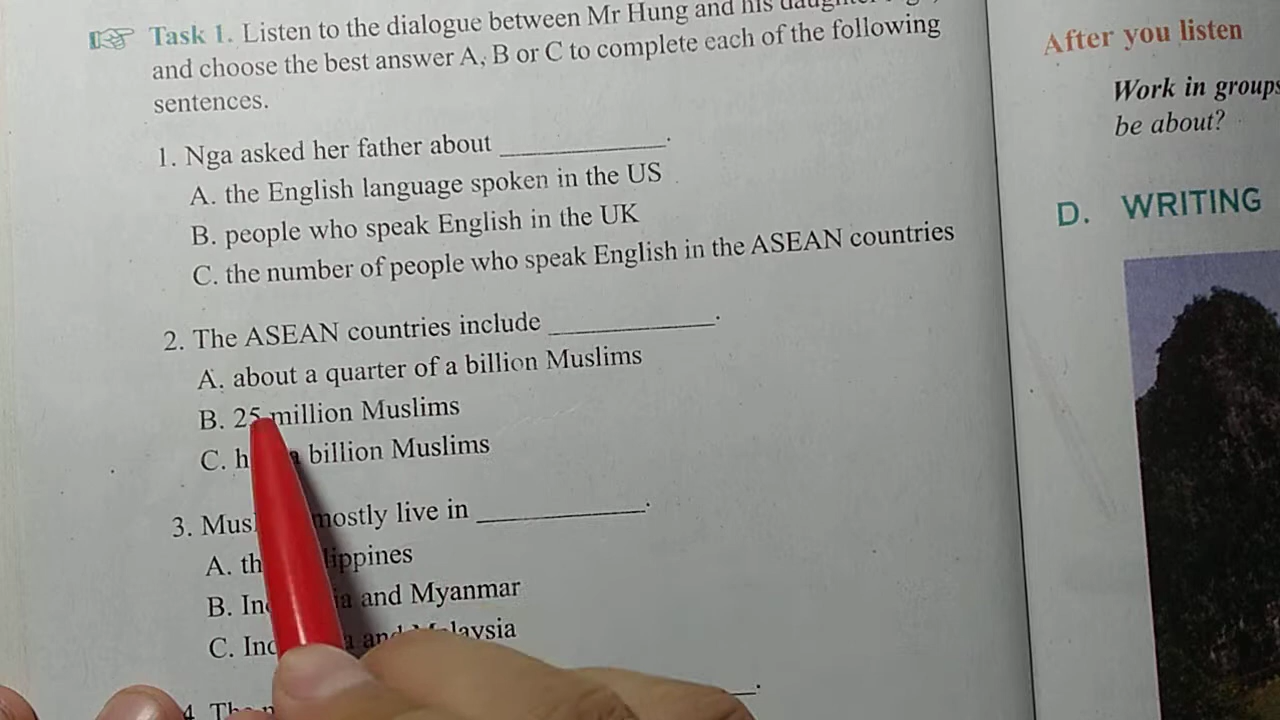 Task 1. Listen to the dialogue between Mr Hung and his
and choose the best answer A, B or C to complete each of the following
sentences.
1. Nga asked her father about ____________.
A. the English language spoken in the US
B. people who speak English in the UK
C. the number of people who speak English in the ASEAN countries
2. The ASEAN countries include ____________.
A. about a quarter of a billion Muslims
B. 25 million Muslims
C. billion Muslims
3. mostly live in ____________.
A.
B. and Myanmar
C. and
4.
After you listen
Work in groups
be about?
D. WRITING